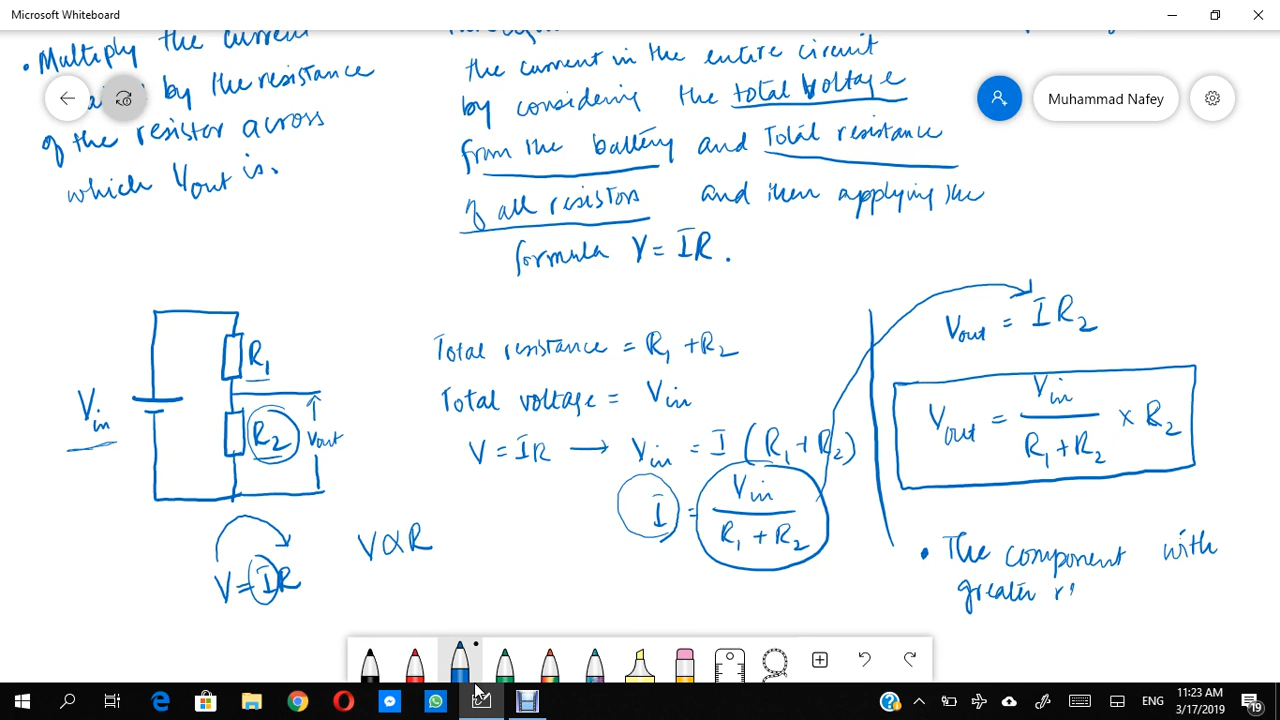 Microsoft Whiteboard
• Multiply the current
by the resistance
of the resistor across
which Vout is.
the current in the entire circuit
by considering the total voltage
from the battery and Total resistance
of all resistors and then applying the
formula V = IR.
Muhammad Nafey
Vin
R1
R2
Vout
V = IR
V ∝ R
Total resistance = R1 + R2
Total voltage = Vin
V = IR → Vin = I (R1 + R2)
I = Vin / R1 + R2
Vout = I R2
Vout = Vin / R1 + R2 × R2
• The component with
greater
ENG
11:23 AM
3/17/2019
19